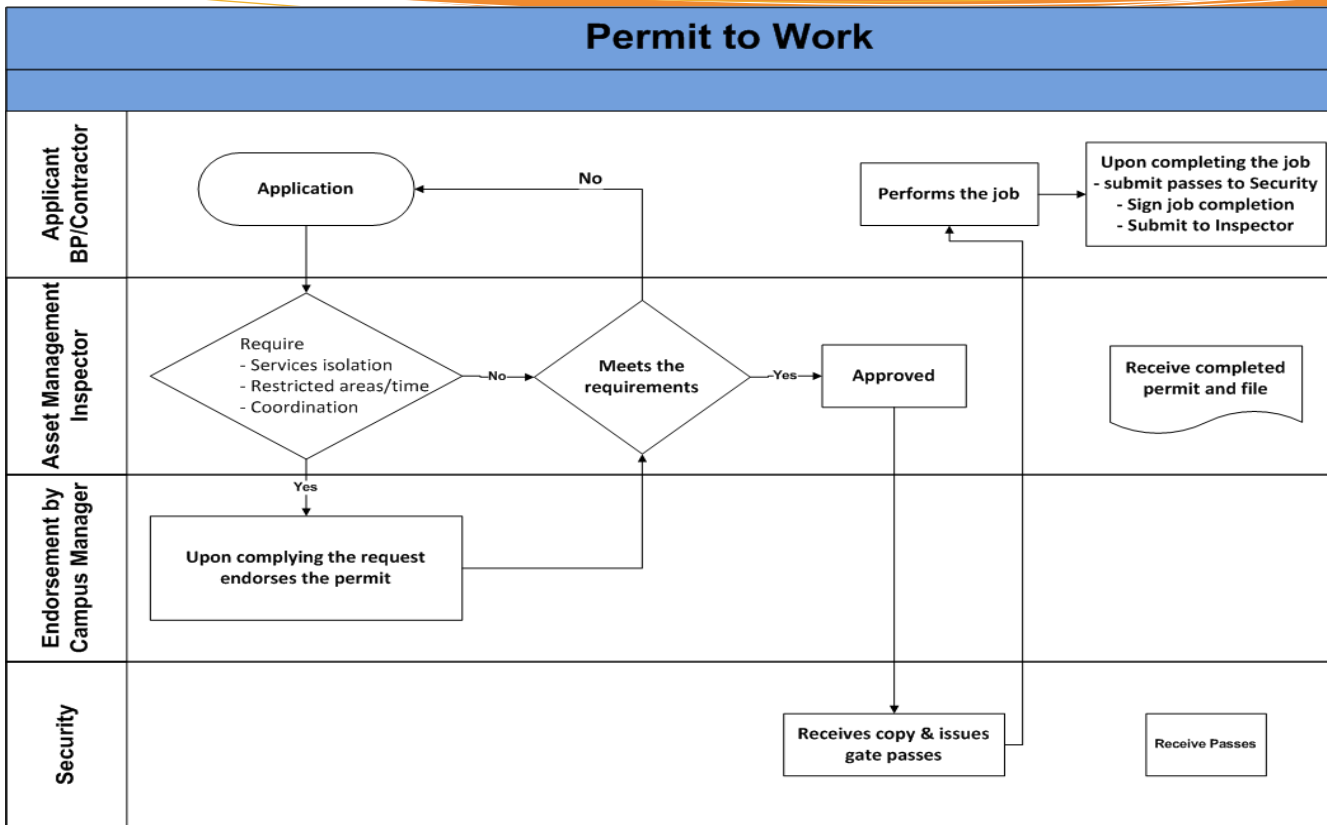 Permit to Work
Applicant
BP/Contractor
Application
No
Performs the job
Upon completing the job
- submit passes to Security
- Sign job completion
- Submit to Inspector
Asset Management
Inspector
Require
- Services isolation
- Restricted areas/time
- Coordination
No
Meets the
requirements
Yes
Approved
Receive completed
permit and file
Yes
Endorsement by
Campus Manager
Upon complying the request
endorses the permit
Security
Receives copy & issues
gate passes
Receive Passes